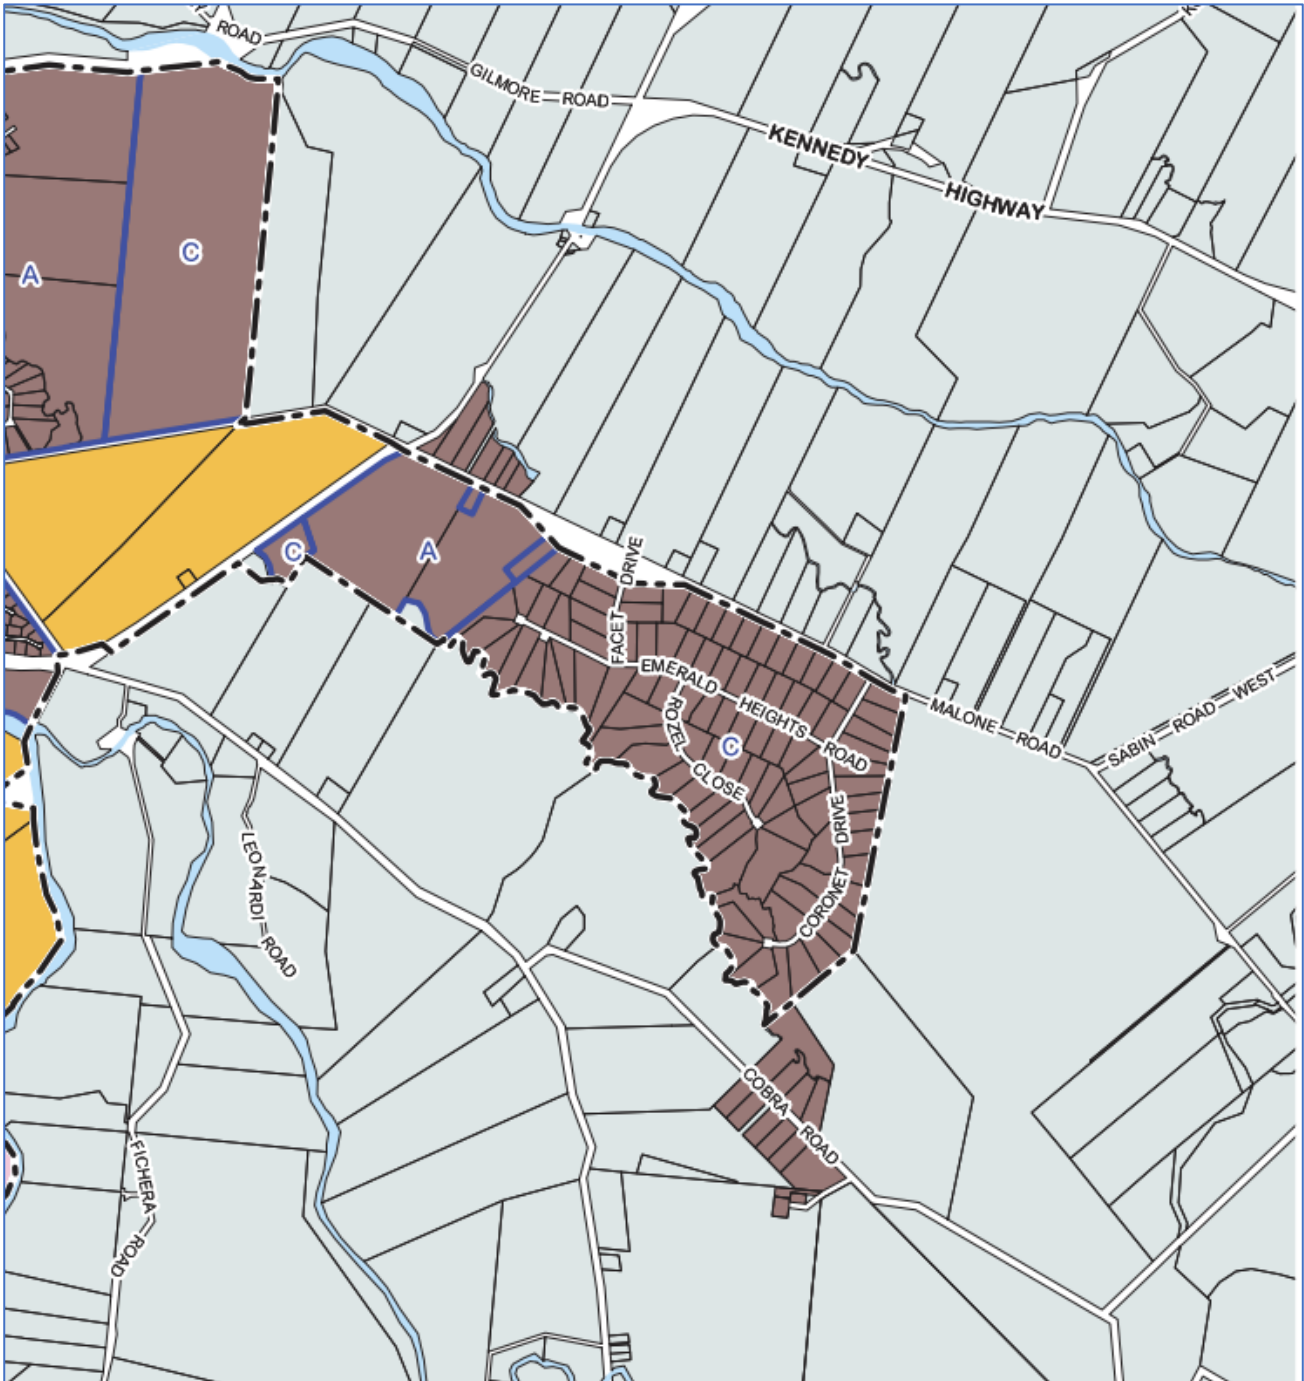 ROAD
GILMORE ROAD
KENNEDY
HIGHWAY
C
A
DRIVE
FACET
C
A
EMERALD
HEIGHTS
ROAD
ROZEL
CLOSE
C
MALONE ROAD
SABIN ROAD WEST
DRIVE
CORONET
LEONARDI ROAD
COBRA
ROAD
FICHERA
ROAD